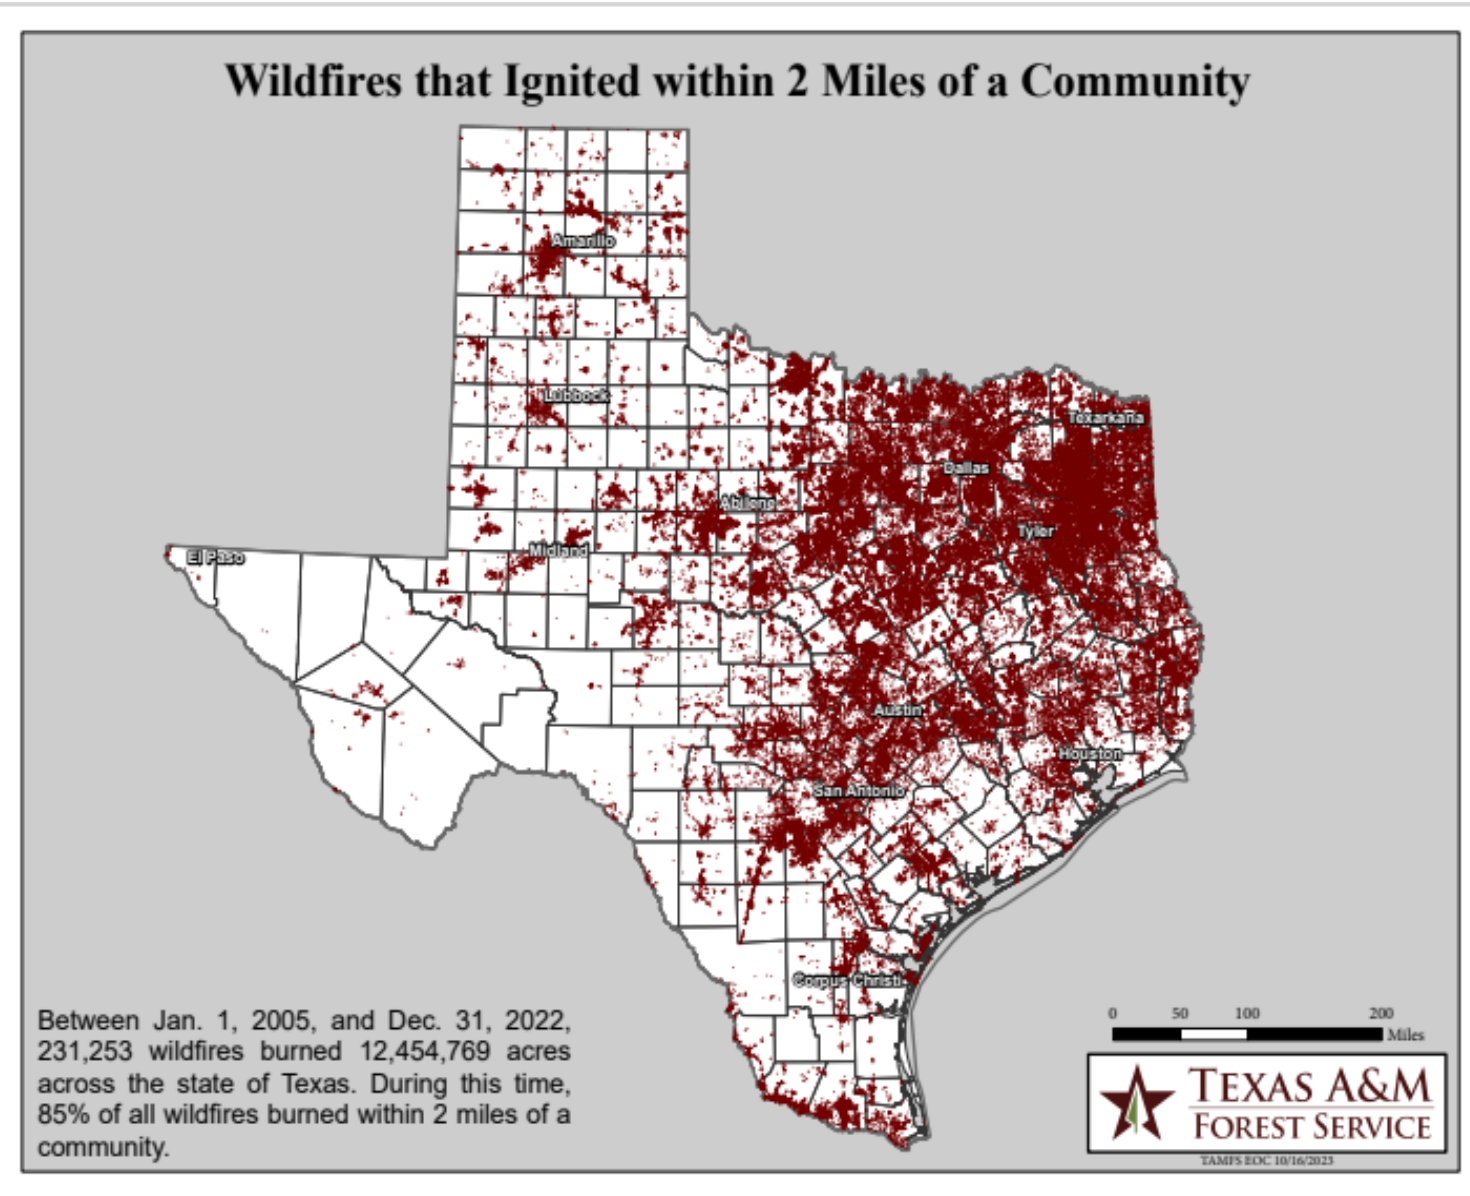 Wildfires that Ignited within 2 Miles of a Community
Amarillo
Lubbock
Texarkana
Dallas
Abilene
Tyler
Midland
El Paso
Austin
Houston
San Antonio
Corpus Christi
Between Jan. 1, 2005, and Dec. 31, 2022,
231,253 wildfires burned 12,454,769 acres
across the state of Texas. During this time,
85% of all wildfires burned within 2 miles of a
community.
0 50 100 200
Miles
TEXAS A&M
FOREST SERVICE
TAMFS EOC 10/16/2023